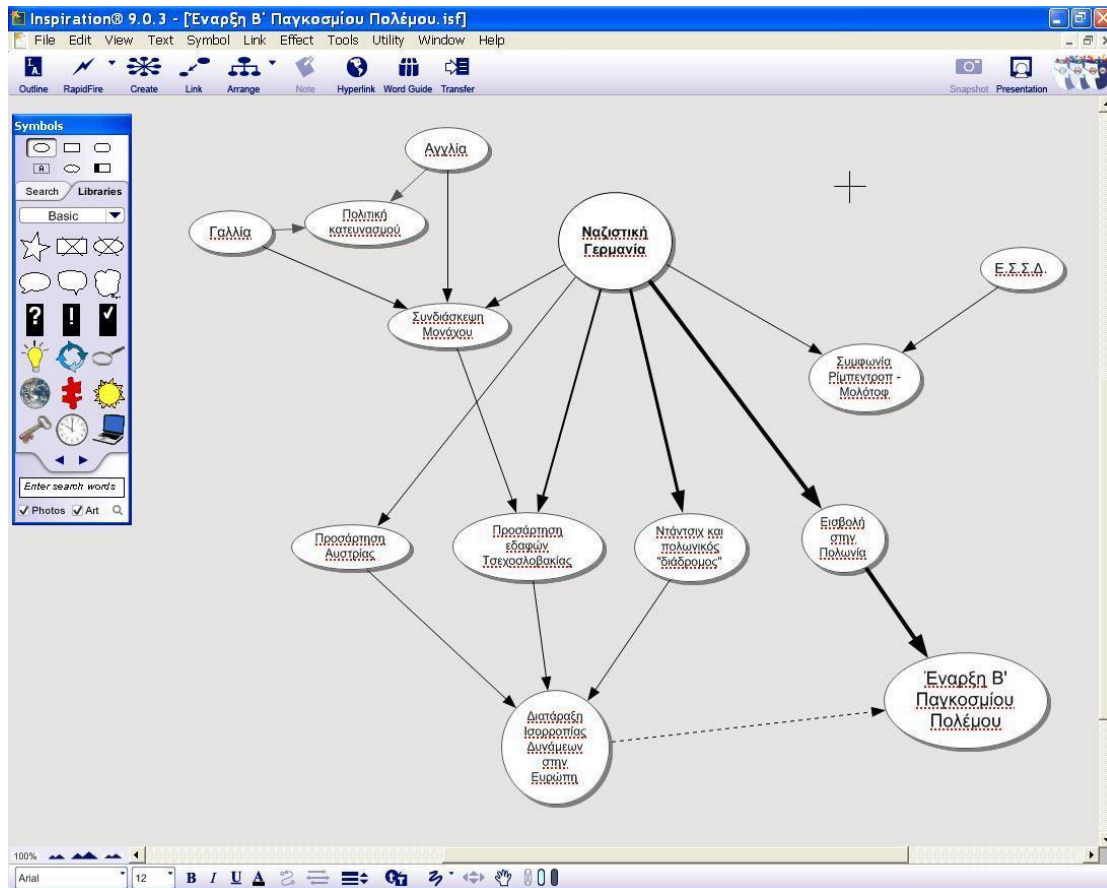 Inspiration® 9.0.3 - [Έναρξη Β΄ Παγκοσμίου Πολέμου.isf]
File Edit View Text Symbol Link Effect Tools Utility Window Help
Outline RapidFire Create Link Arrange Note Hyperlink Word Guide Transfer Snapshot Presentation
Symbols
A
Search Libraries
Basic
? !
Enter search words
Photos Art
Αγγλία
Πολιτική
κατευνασμού
Γαλλία
Ναζιστική
Γερμανία
Ε.Σ.Σ.Δ.
Συνδιάσκεψη
Μονάχου
Συμφωνία
Ρίμπεντροπ -
Μολότοφ
Προσάρτηση
Αυστρίας
Προσάρτηση
εδαφών
Τσεχοσλοβακίας
Ντάντσιχ και
πολωνικός
"διάδρομος"
Εισβολή
στην
Πολωνία
Έναρξη Β'
Παγκοσμίου
Πολέμου
Διατάραξη
Ισορροπίας
Δυνάμεων
στην
Ευρώπη
100%
Arial 12 B I U A